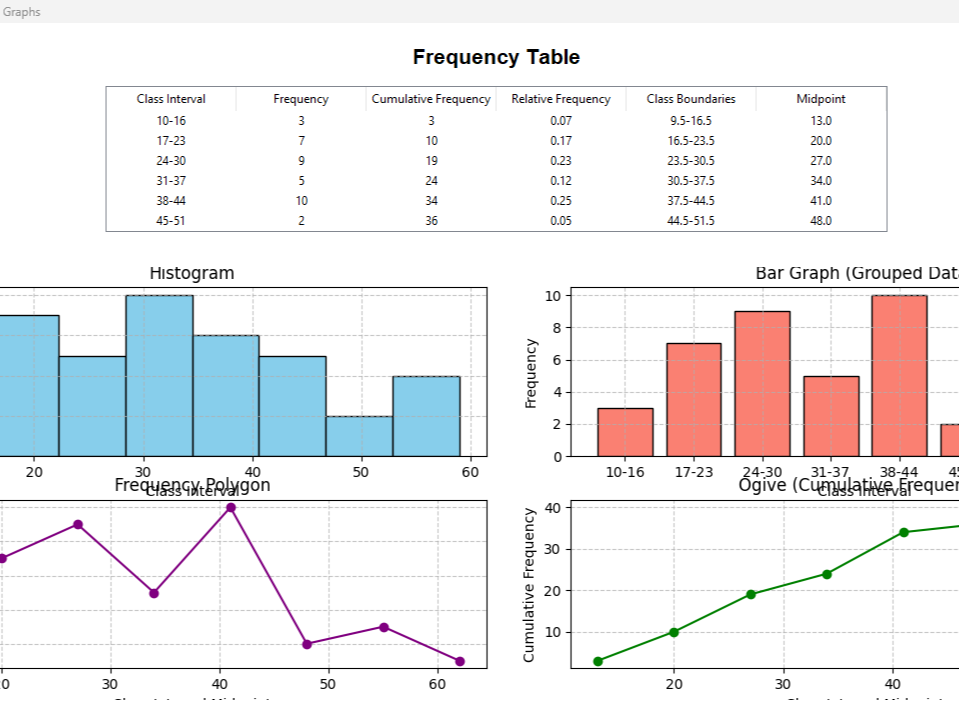 Graphs
Frequency Table
Class Interval Frequency Cumulative Frequency Relative Frequency Class Boundaries Midpoint
10-16 3 3 0.07 9.5-16.5 13.0
17-23 7 10 0.17 16.5-23.5 20.0
24-30 9 19 0.23 23.5-30.5 27.0
31-37 5 24 0.12 30.5-37.5 34.0
38-44 10 34 0.25 37.5-44.5 41.0
45-51 2 36 0.05 44.5-51.5 48.0
Histogram
20 30 40 50 60
Class Interval
Bar Graph (Grouped Dat
Frequency
10
8
6
4
2
0
10-16 17-23 24-30 31-37 38-44 45
Class Interval
Frequency Polygon
0 30 40 50 60
Ogive (Cumulative Frequen
Cumulative Frequency
40
30
20
10
20 30 40